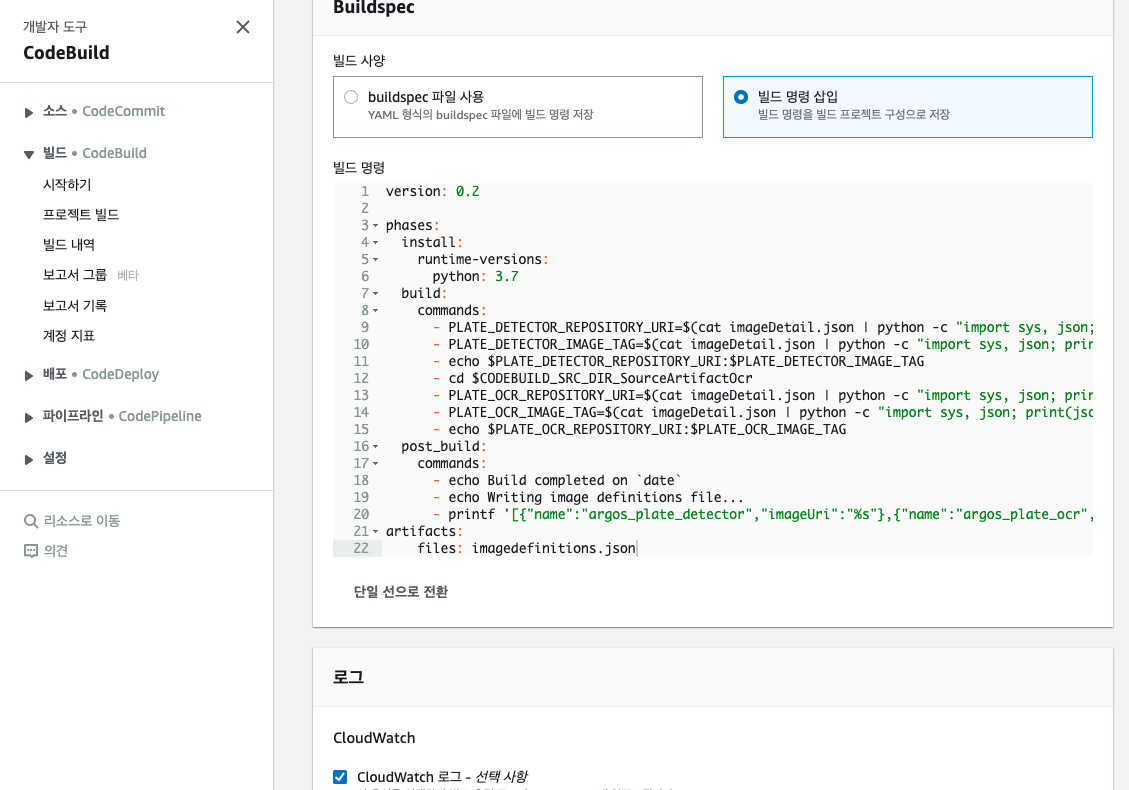 개발자 도구
CodeBuild
소스 • CodeCommit
빌드 • CodeBuild
시작하기
프로젝트 빌드
빌드 내역
보고서 그룹 베타
보고서 기록
계정 지표
배포 • CodeDeploy
파이프라인 • CodePipeline
설정
리소스로 이동
의견
Buildspec
빌드 사양
buildspec 파일 사용
YAML 형식의 buildspec 파일에 빌드 명령 저장
빌드 명령 삽입
빌드 명령을 빌드 프로젝트 구성으로 저장
빌드 명령
1 version: 0.2
2
3 phases:
4 install:
5 runtime-versions:
6 python: 3.7
7 build:
8 commands:
9 - PLATE_DETECTOR_REPOSITORY_URI=$(cat imageDetail.json | python -c "import sys, json;
10 - PLATE_DETECTOR_IMAGE_TAG=$(cat imageDetail.json | python -c "import sys, json; prin
11 - echo $PLATE_DETECTOR_REPOSITORY_URI:$PLATE_DETECTOR_IMAGE_TAG
12 - cd $CODEBUILD_SRC_DIR_SourceArtifactOcr
13 - PLATE_OCR_REPOSITORY_URI=$(cat imageDetail.json | python -c "import sys, json; prin
14 - PLATE_OCR_IMAGE_TAG=$(cat imageDetail.json | python -c "import sys, json; print(jso
15 - echo $PLATE_OCR_REPOSITORY_URI:$PLATE_OCR_IMAGE_TAG
16 post_build:
17 commands:
18 - echo Build completed on `date`
19 - echo Writing image definitions file...
20 - printf '[{"name":"argos_plate_detector","imageUri":"%s"},{"name":"argos_plate_ocr",
21 artifacts:
22 files: imagedefinitions.json
단일 선으로 전환
로그
CloudWatch
CloudWatch 로그 - 선택 사항